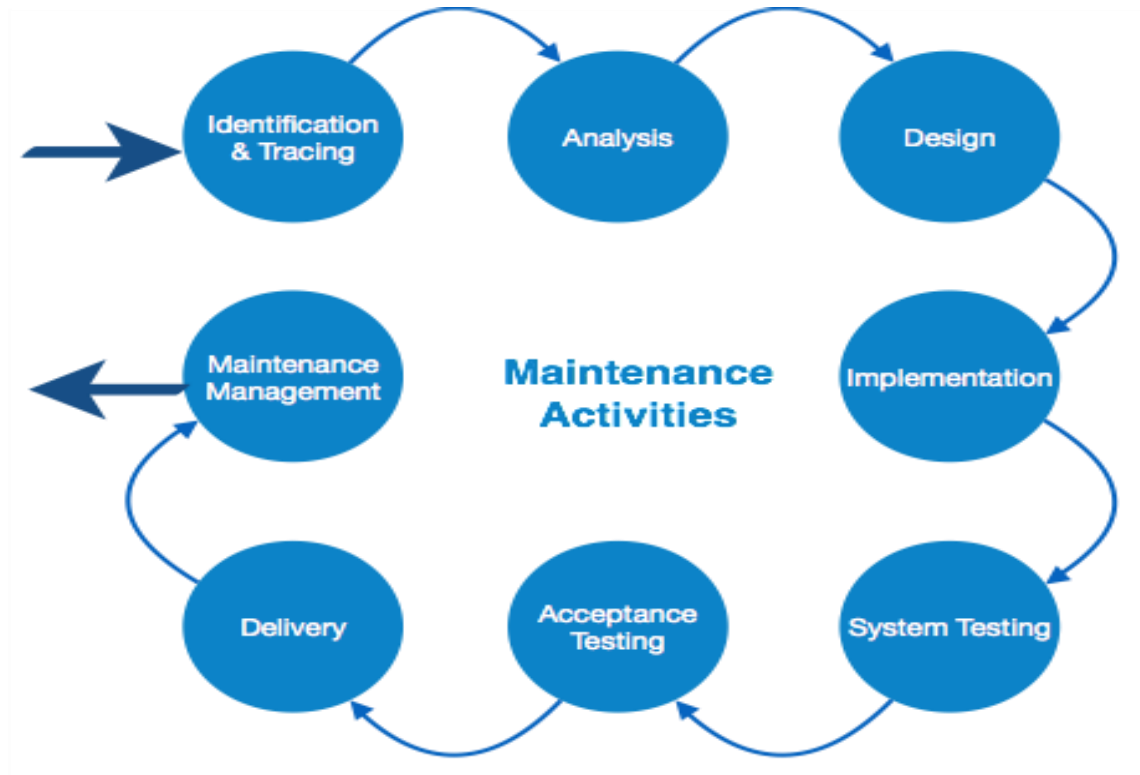 Identification
& Tracing
Analysis
Design
Maintenance
Management
Maintenance
Activities
Implementation
Delivery
Acceptance
Testing
System Testing